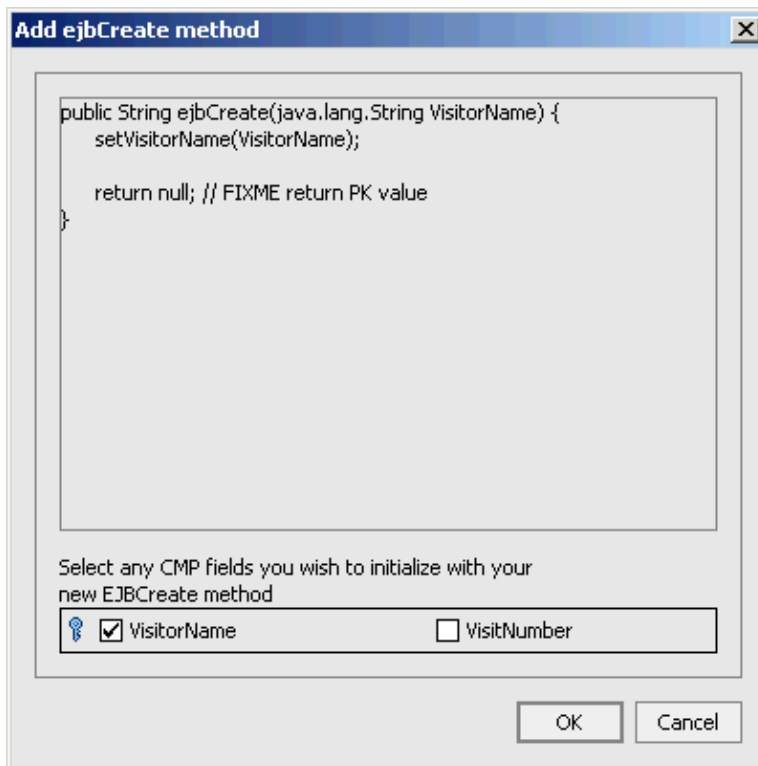 Add ejbCreate method
public String ejbCreate(java.lang.String VisitorName) {
setVisitorName(VisitorName);
return null; // FIXME return PK value
}
Select any CMP fields you wish to initialize with your
new EJBCreate method
VisitorName VisitNumber
OK Cancel